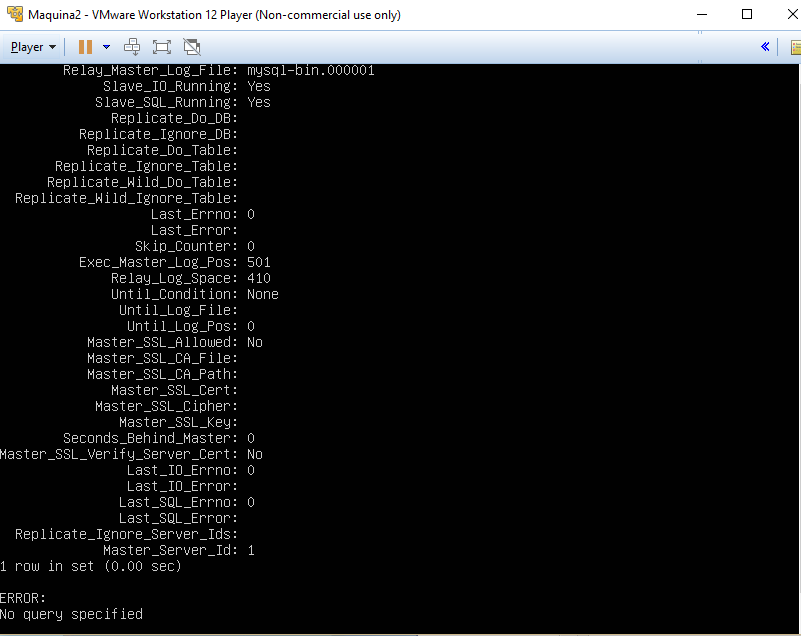 Maquina2 - VMware Workstation 12 Player (Non-commercial use only)
Player
Relay_Master_Log_File: mysql-bin.000001
Slave_IO_Running: Yes
Slave_SQL_Running: Yes
Replicate_Do_DB:
Replicate_Ignore_DB:
Replicate_Do_Table:
Replicate_Ignore_Table:
Replicate_Wild_Do_Table:
Replicate_Wild_Ignore_Table:
Last_Errno: 0
Last_Error:
Skip_Counter: 0
Exec_Master_Log_Pos: 501
Relay_Log_Space: 410
Until_Condition: None
Until_Log_File:
Until_Log_Pos: 0
Master_SSL_Allowed: No
Master_SSL_CA_File:
Master_SSL_CA_Path:
Master_SSL_Cert:
Master_SSL_Cipher:
Master_SSL_Key:
Seconds_Behind_Master: 0
Master_SSL_Verify_Server_Cert: No
Last_IO_Errno: 0
Last_IO_Error:
Last_SQL_Errno: 0
Last_SQL_Error:
Replicate_Ignore_Server_Ids:
Master_Server_Id: 1
1 row in set (0.00 sec)
ERROR:
No query specified